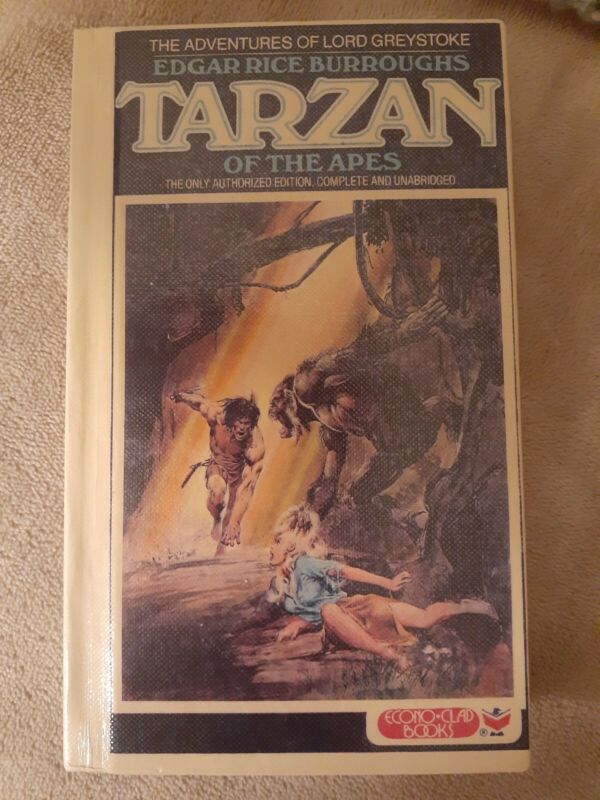 THE ADVENTURES OF LORD GREYSTOKE
EDGAR RICE BURROUGHS
TARZAN
OF THE APES
THE ONLY AUTHORIZED EDITION, COMPLETE AND UNABRIDGED
ECONO-CLAD
BOOKS ®